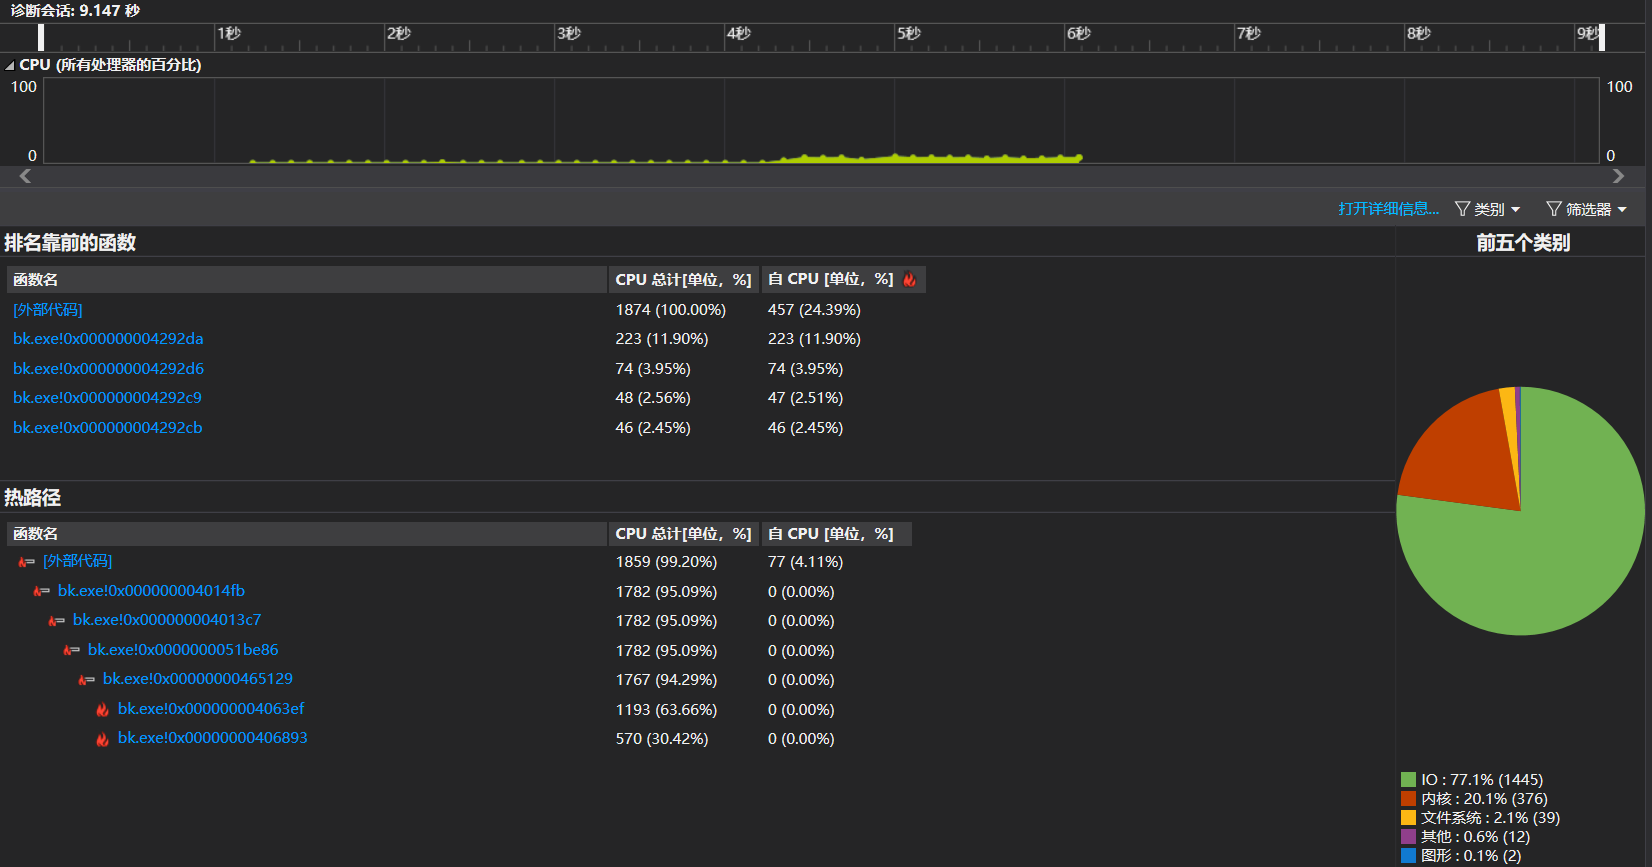 诊断会话: 9.147 秒
1秒 2秒 3秒 4秒 5秒 6秒 7秒 8秒 9秒
CPU (所有处理器的百分比)
100 100
0 0
打开详细信息... 类别 筛选器
排名靠前的函数 前五个类别
函数名 CPU 总计[单位，%] 自 CPU [单位，%]
[外部代码] 1874 (100.00%) 457 (24.39%)
bk.exe!0x000000004292da 223 (11.90%) 223 (11.90%)
bk.exe!0x000000004292d6 74 (3.95%) 74 (3.95%)
bk.exe!0x000000004292c9 48 (2.56%) 47 (2.51%)
bk.exe!0x000000004292cb 46 (2.45%) 46 (2.45%)
热路径
函数名 CPU 总计[单位，%] 自 CPU [单位，%]
[外部代码] 1859 (99.20%) 77 (4.11%)
bk.exe!0x000000004014fb 1782 (95.09%) 0 (0.00%)
bk.exe!0x000000004013c7 1782 (95.09%) 0 (0.00%)
bk.exe!0x0000000051be86 1782 (95.09%) 0 (0.00%)
bk.exe!0x00000000465129 1767 (94.29%) 0 (0.00%)
bk.exe!0x000000004063ef 1193 (63.66%) 0 (0.00%)
bk.exe!0x00000000406893 570 (30.42%) 0 (0.00%)
IO : 77.1% (1445)
内核 : 20.1% (376)
文件系统 : 2.1% (39)
其他 : 0.6% (12)
图形 : 0.1% (2)